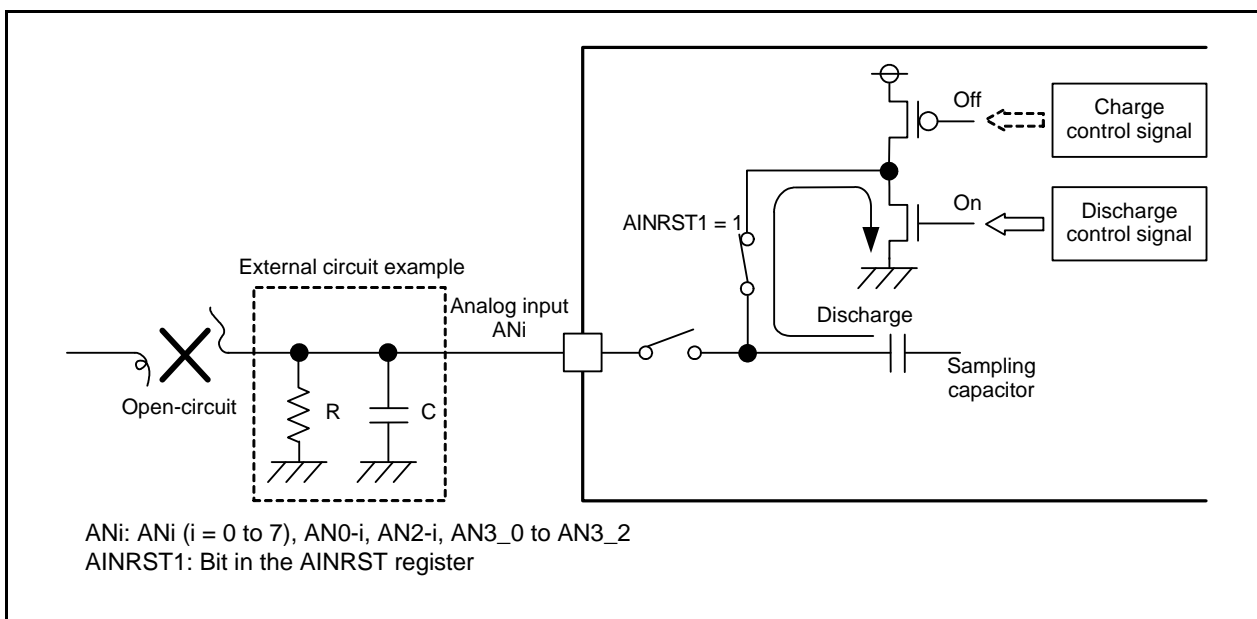 Off
Charge
control signal
On
Discharge
control signal
AINRST1 = 1
External circuit example
Analog input
ANi
Discharge
Sampling
capacitor
Open-circuit
R
C
ANi: ANi (i = 0 to 7), AN0-i, AN2-i, AN3_0 to AN3_2
AINRST1: Bit in the AINRST register